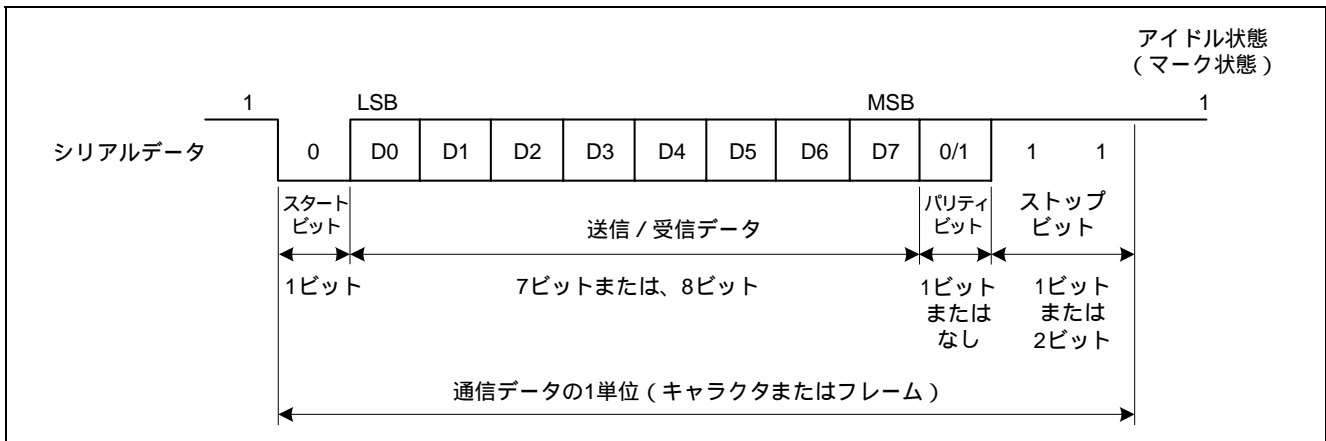 アイドル状態
(マーク状態)
1 LSB MSB 1
シリアルデータ 0 D0 D1 D2 D3 D4 D5 D6 D7 0/1 1 1
スタート
ビット
送信/受信データ
パリティ
ビット
ストップ
ビット
1ビット
7ビットまたは、8ビット
1ビット
または
なし
1ビット
または
2ビット
通信データの1単位(キャラクタまたはフレーム)